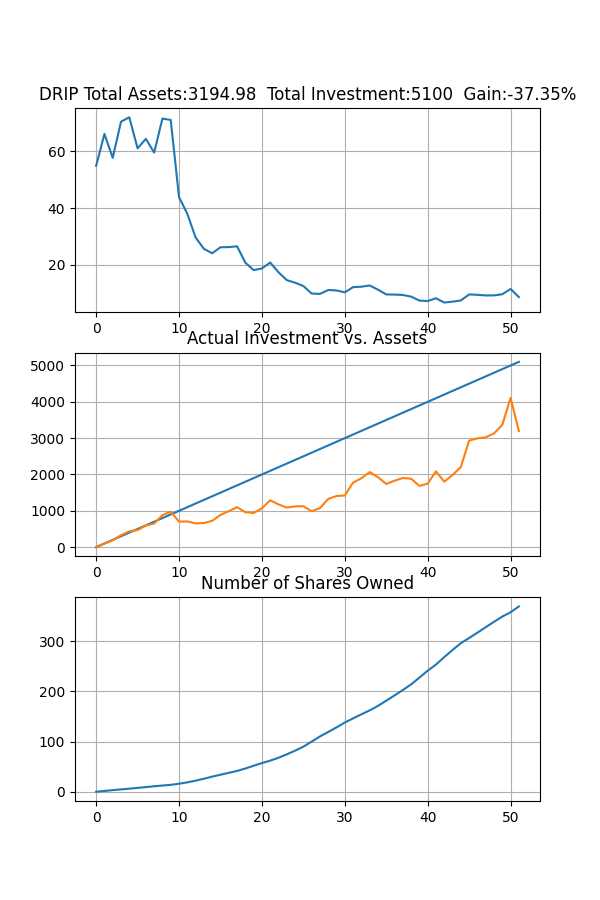 DRIP Total Assets:3194.98  Total Investment:5100  Gain:-37.35%
60
40
20
0 10 20 30 40 50
Actual Investment vs. Assets
5000
4000
3000
2000
1000
0
0 10 20 30 40 50
Number of Shares Owned
300
200
100
0
0 10 20 30 40 50